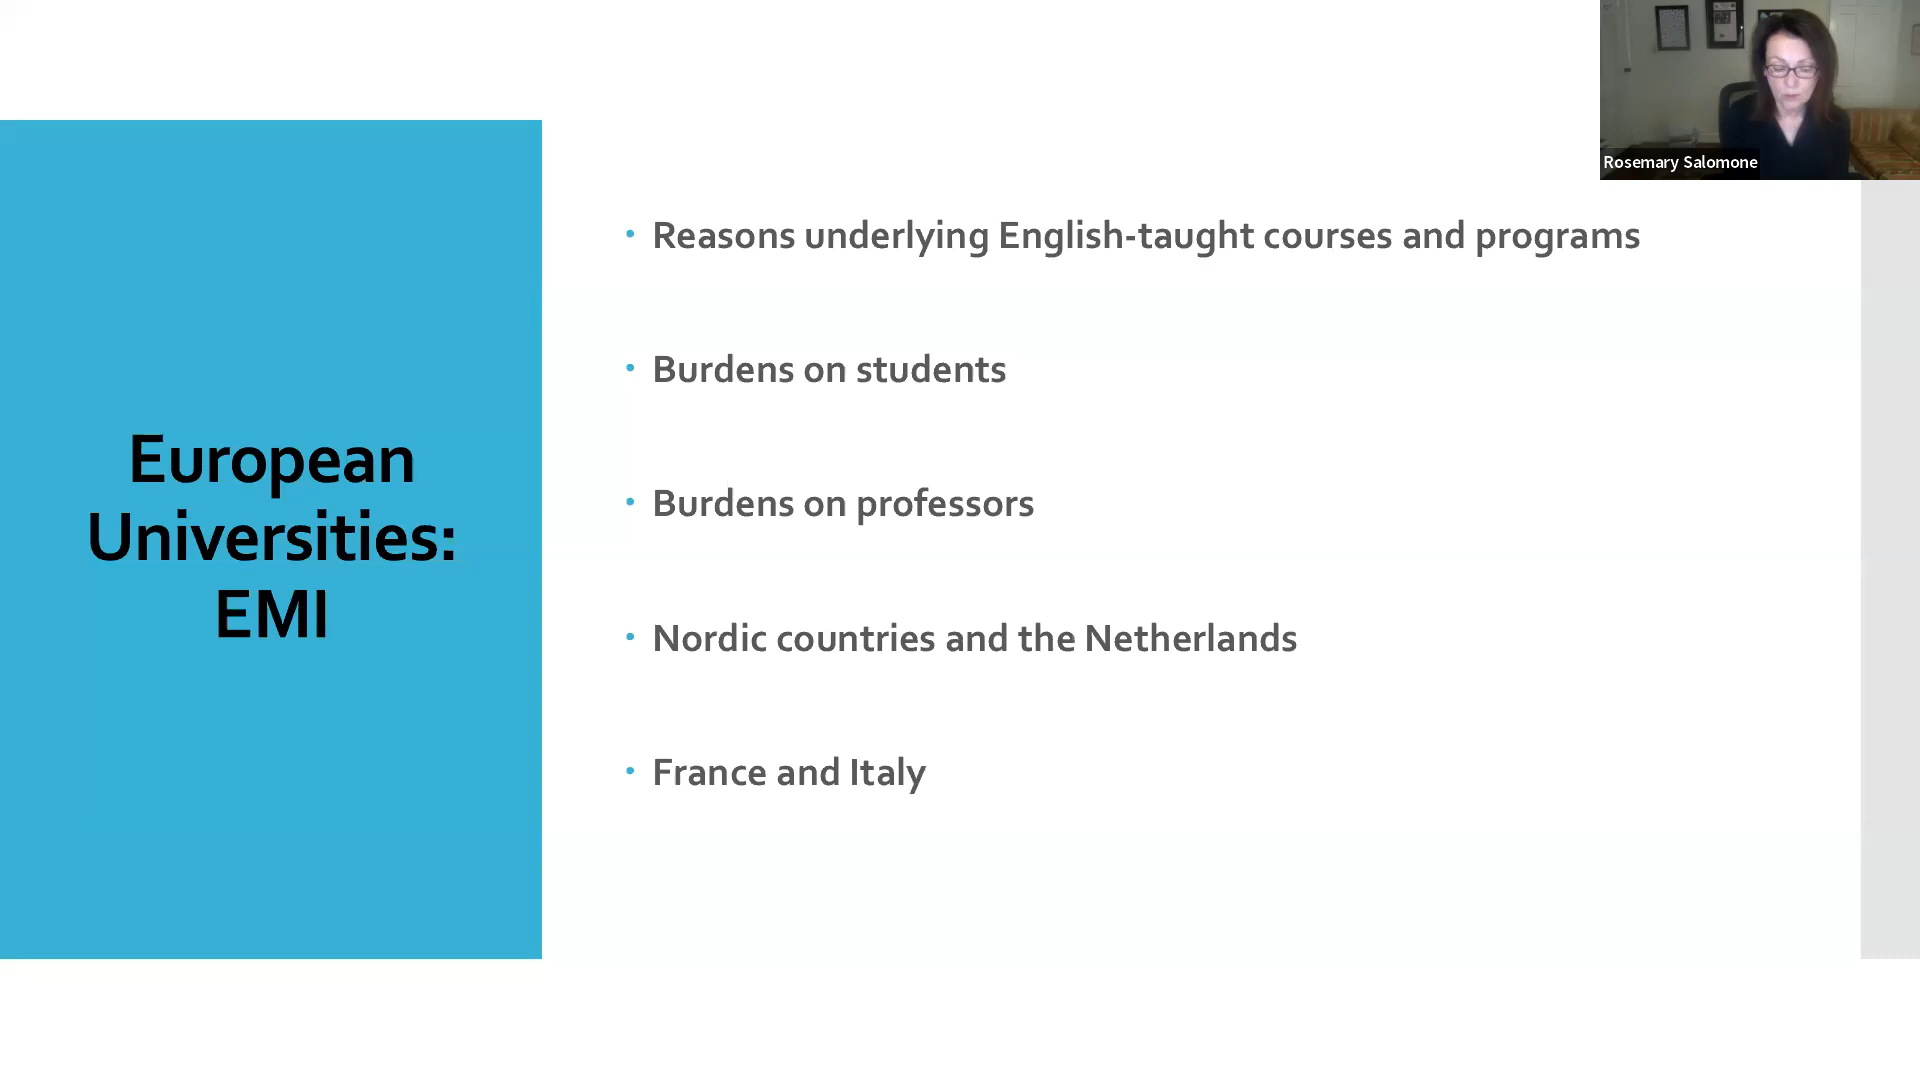 Rosemary Salomone
European
Universities:
EMI
Reasons underlying English-taught courses and programs
Burdens on students
Burdens on professors
Nordic countries and the Netherlands
France and Italy